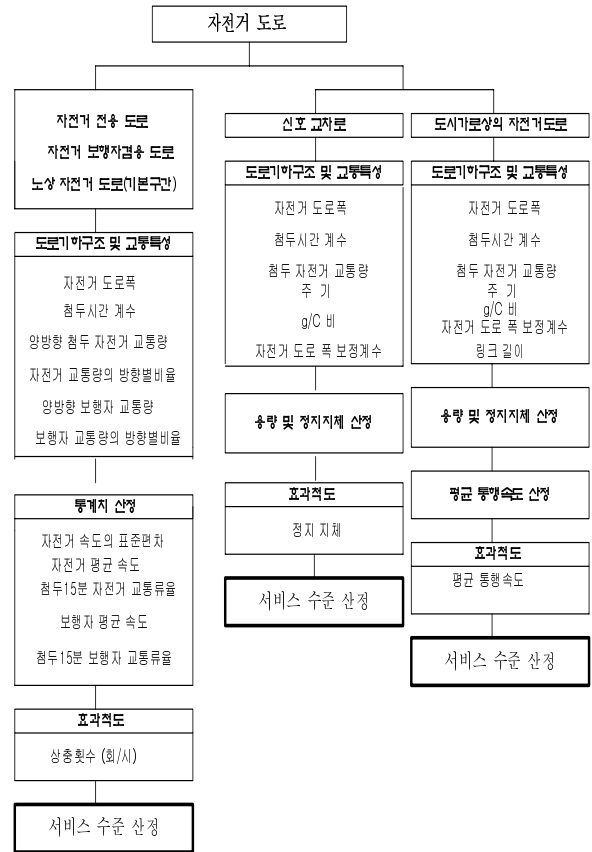 자전거 도로
자전거 전용 도로
자전거 보행자겸용 도로
노상 자전거 도로(기본구간)
도로기하구조 및 교통특성
자전거 도로폭
첨두시간 계수
양방향 첨두 자전거 교통량
자전거 교통량의 방향별비율
양방향 보행자 교통량
보행자 교통량의 방향별비율
통계치 산정
자전거 속도의 표준편차
자전거 평균 속도
첨두15분 자전거 교통류율
보행자 평균 속도
첨두15분 보행자 교통류율
효과척도
상충횟수 (회/시)
서비스 수준 산정
신호 교차로
도로기하구조 및 교통특성
자전거 도로폭
첨두시간 계수
첨두 자전거 교통량
주 기
g/C 비
자전거 도로 폭 보정계수
용량 및 정지지체 산정
효과척도
정지 지체
서비스 수준 산정
도시가로상의 자전거도로
도로기하구조 및 교통특성
자전거 도로폭
첨두시간 계수
첨두 자전거 교통량
주 기
g/C 비
자전거 도로 폭 보정계수
링크 길이
용량 및 정지지체 산정
평균 통행속도 산정
효과척도
평균 통행속도
서비스 수준 산정